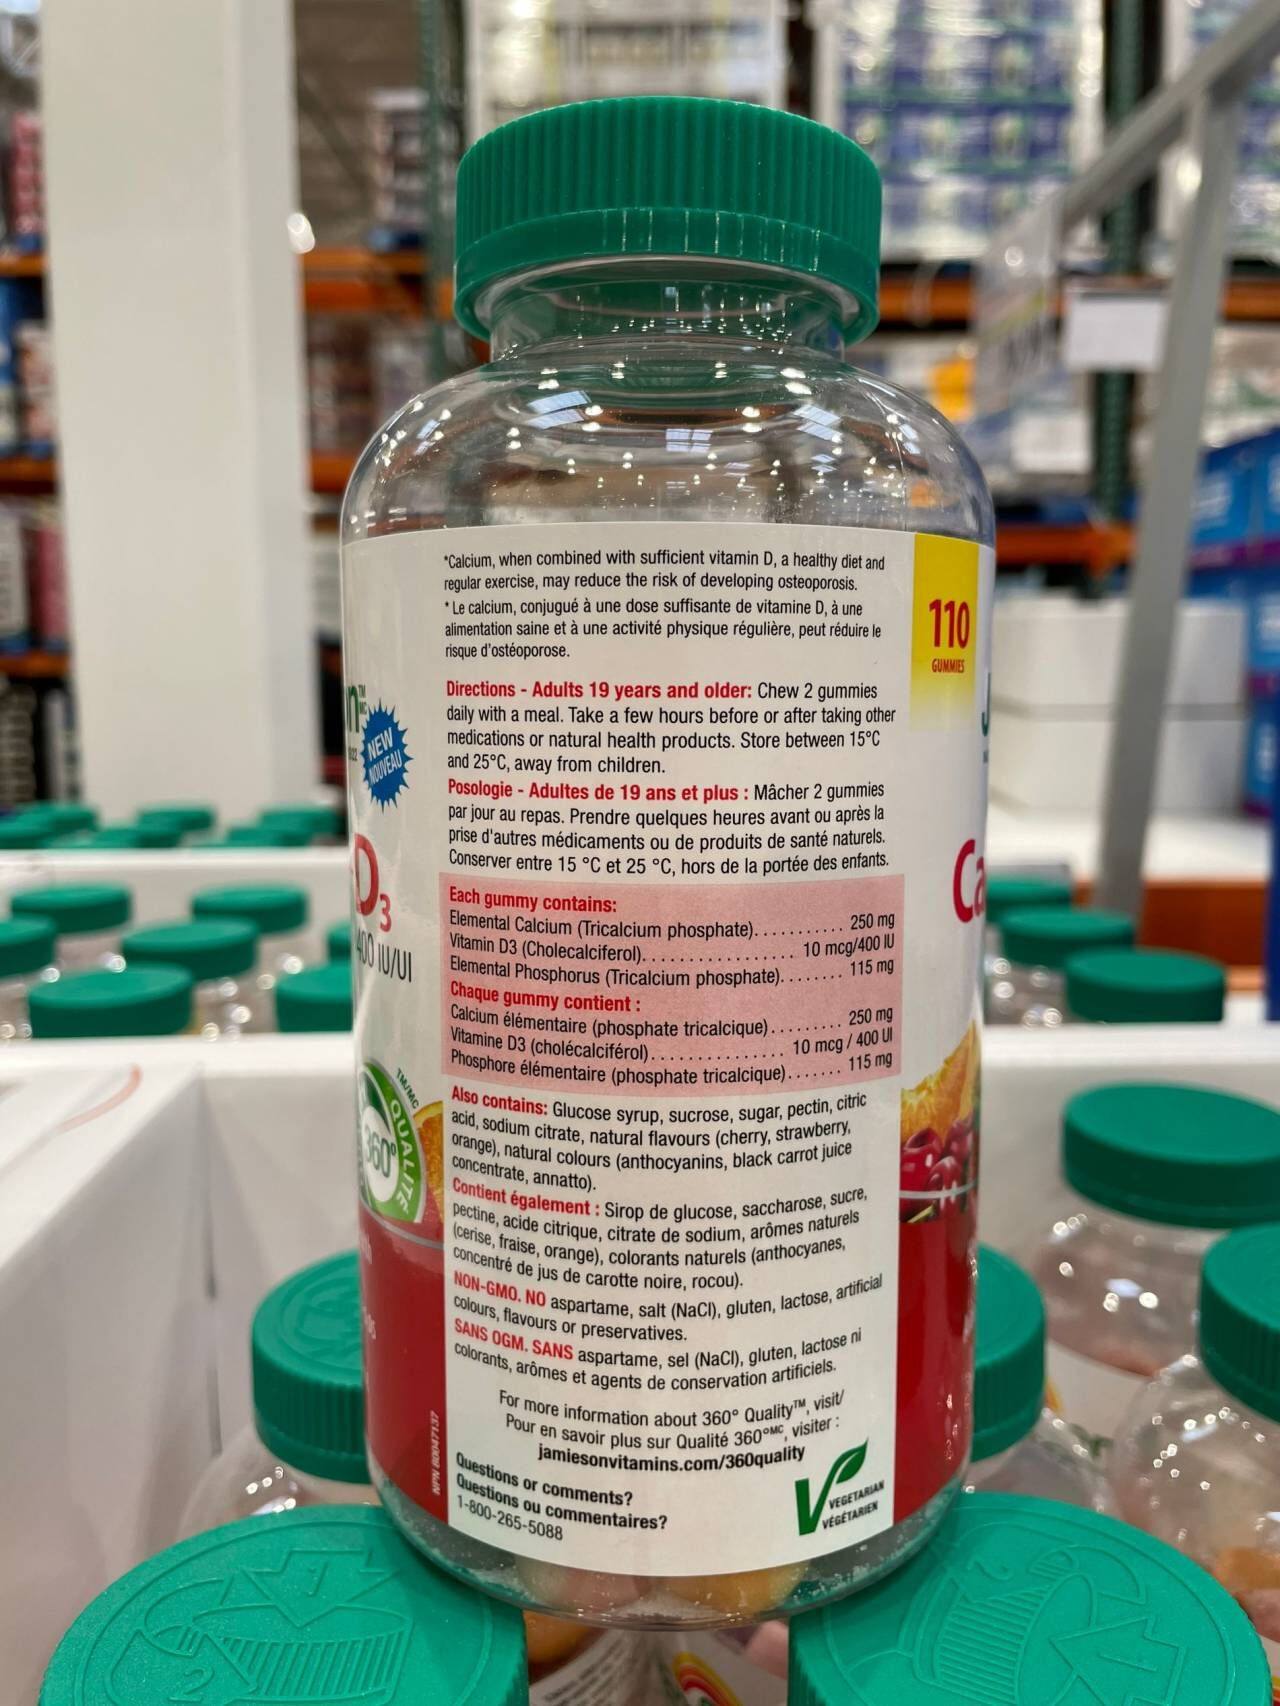 *Calcium, when combined with sufficient vitamin D, a healthy diet and
regular exercise, may reduce the risk of developing osteoporosis.
* Le calcium, conjugué à une dose suffisante de vitamine D, à une
alimentation saine et à une activité physique régulière, peut réduire le
risque d'ostéoporose.
110
GUMMIES
Directions - Adults 19 years and older: Chew 2 gummies
daily with a meal. Take a few hours before or after taking other
medications or natural health products. Store between 15°C
and 25°C, away from children.
Posologie - Adultes de 19 ans et plus : Mâcher 2 gummies
par jour au repas. Prendre quelques heures avant ou après la
prise d'autres médicaments ou de produits de santé naturels.
Conserver entre 15 °C et 25 °C, hors de la portée des enfants.
TM
MC
NEW
NOUVEAU
D3
400 IU/UI
Ca
Each gummy contains:
Elemental Calcium (Tricalcium phosphate)........... 250 mg
Vitamin D3 (Cholecalciferol)................ 10 mcg/400 IU
Elemental Phosphorus (Tricalcium phosphate)....... 115 mg
Chaque gummy contient :
Calcium élémentaire (phosphate tricalcique)......... 250 mg
Vitamine D3 (cholécalciférol)............... 10 mcg / 400 UI
Phosphore élémentaire (phosphate tricalcique)....... 115 mg
TM/MC
360°
QUALITÉ
Also contains: Glucose syrup, sucrose, sugar, pectin, citric
acid, sodium citrate, natural flavours (cherry, strawberry,
orange), natural colours (anthocyanins, black carrot juice
concentrate, annatto).
Contient également : Sirop de glucose, saccharose, sucre,
pectine, acide citrique, citrate de sodium, arômes naturels
(cerise, fraise, orange), colorants naturels (anthocyanes,
concentré de jus de carotte noire, rocou).
NON-GMO. NO aspartame, salt (NaCl), gluten, lactose, artificial
colours, flavours or preservatives.
SANS OGM. SANS aspartame, sel (NaCl), gluten, lactose ni
colorants, arômes et agents de conservation artificiels.
For more information about 360° Quality™, visit/
Pour en savoir plus sur Qualité 360°MC, visiter :
jamiesonvitamins.com/360quality
Questions or comments?
Questions ou commentaires?
1-800-265-5088
VEGETARIAN
VÉGÉTARIEN
NPN 80047137